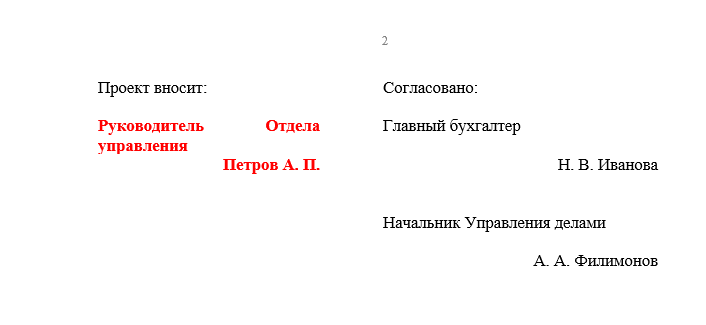 2
Проект вносит:
Руководитель Отдела
управления
Петров А. П.
Согласовано:
Главный бухгалтер
Н. В. Иванова
Начальник Управления делами
А. А. Филимонов